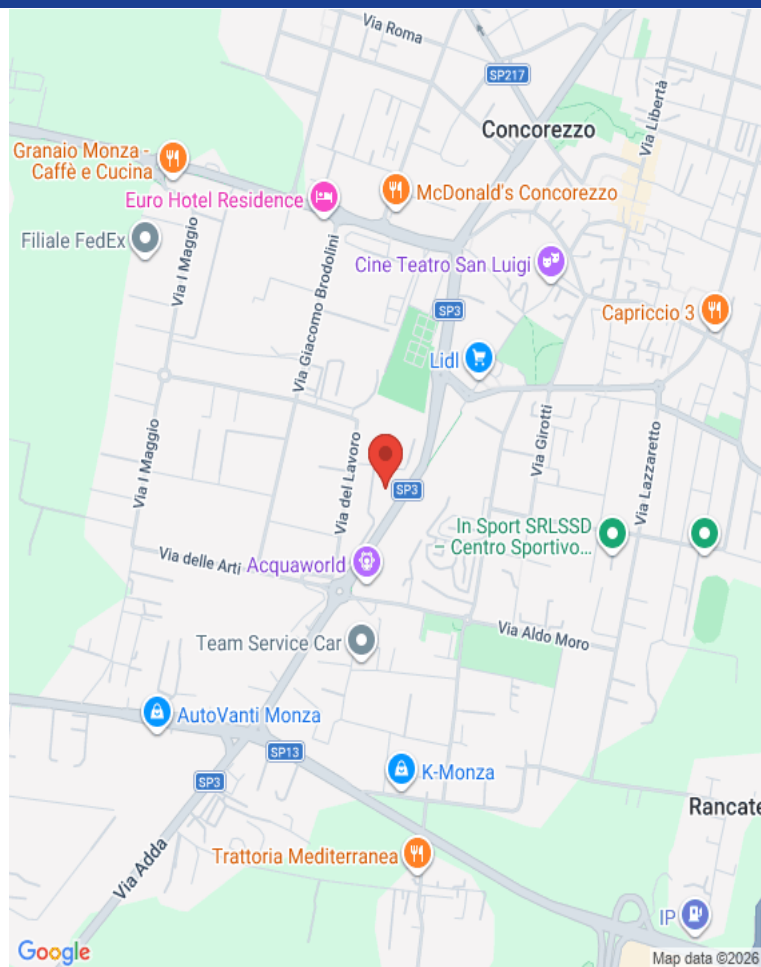 Via Roma
SP217
Concorezzo
Via Libertà
Granaio Monza -
Caffè e Cucina
Euro Hotel Residence
McDonald's Concorezzo
Filiale FedEx
Via I Maggio
Via Giacomo Brodolini
Cine Teatro San Luigi
SP3
Capriccio 3
Lidl
Via Girotti
Via Lazzaretto
Via I Maggio
Via del Lavoro
SP3
In Sport SRLSSD
– Centro Sportivo...
Via delle Arti
Acquaworld
Via Aldo Moro
Team Service Car
AutoVanti Monza
SP13
SP3
K-Monza
Rancate
Via Adda
Trattoria Mediterranea
IP
Google
Map data ©2026